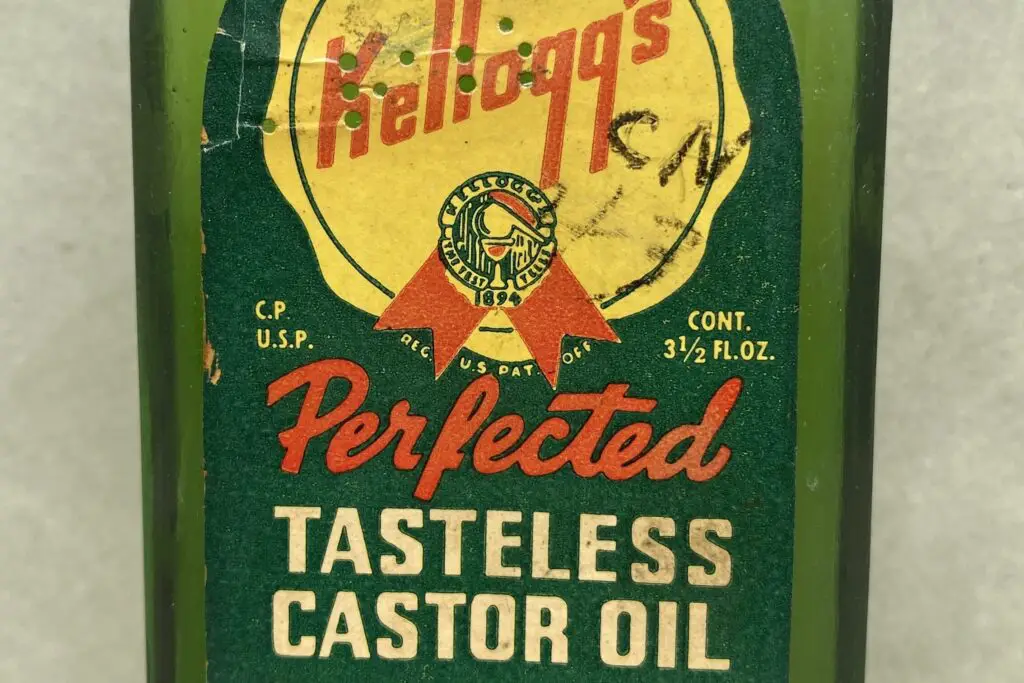 Kellogg's
KELLOGG'S
1894
C.P.
U.S.P.
CONT.
3½ FL.OZ.
REG. U.S. PAT. OFF
Perfected
TASTELESS
CASTOR OIL